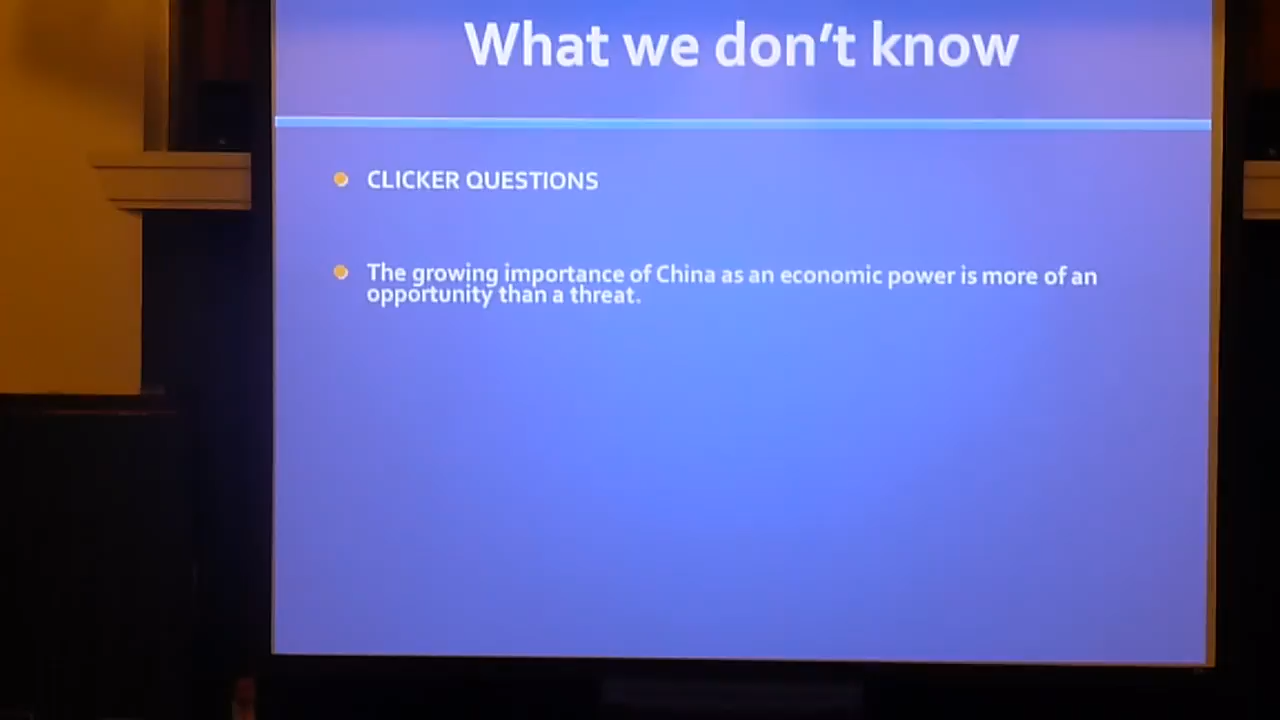 What we don't know
CLICKER QUESTIONS
The growing importance of China as an economic power is more of an
opportunity than a threat.